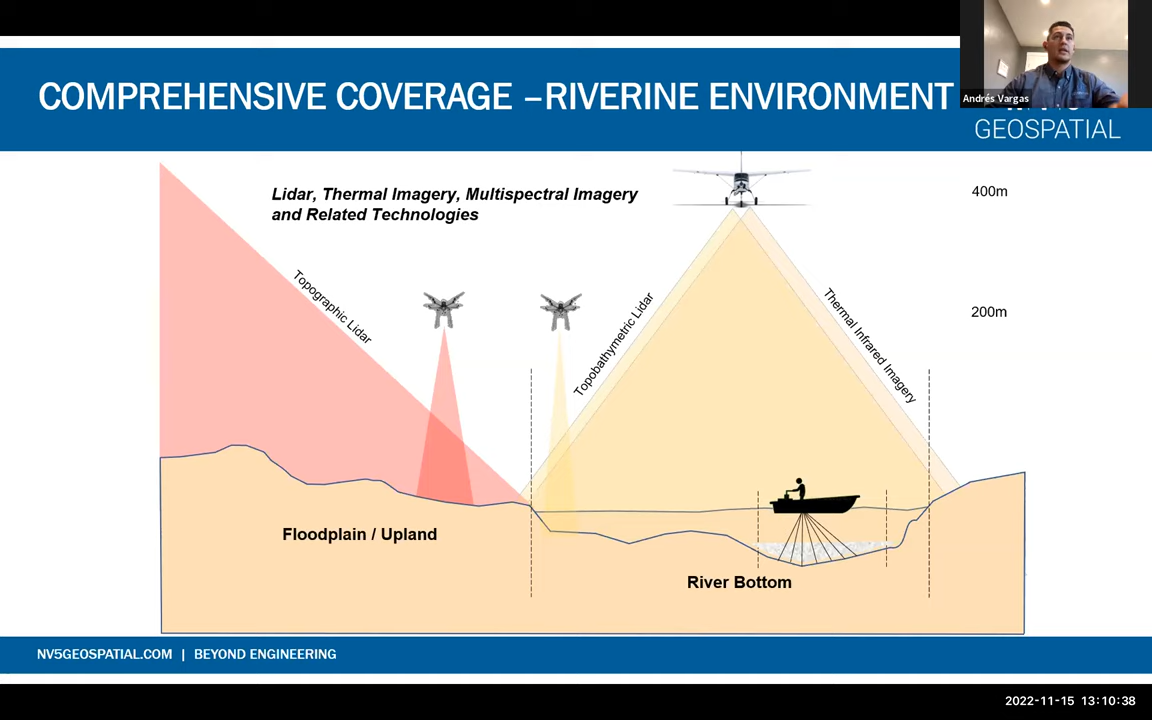 COMPREHENSIVE COVERAGE –RIVERINE ENVIRONMENT
Andrés Vargas
GEOSPATIAL
Lidar, Thermal Imagery, Multispectral Imagery
and Related Technologies
400m
200m
Topographic Lidar
Topobathymetric Lidar
Thermal Infrared Imagery
Floodplain / Upland
River Bottom
NV5GEOSPATIAL.COM | BEYOND ENGINEERING
2022-11-15 13:10:38